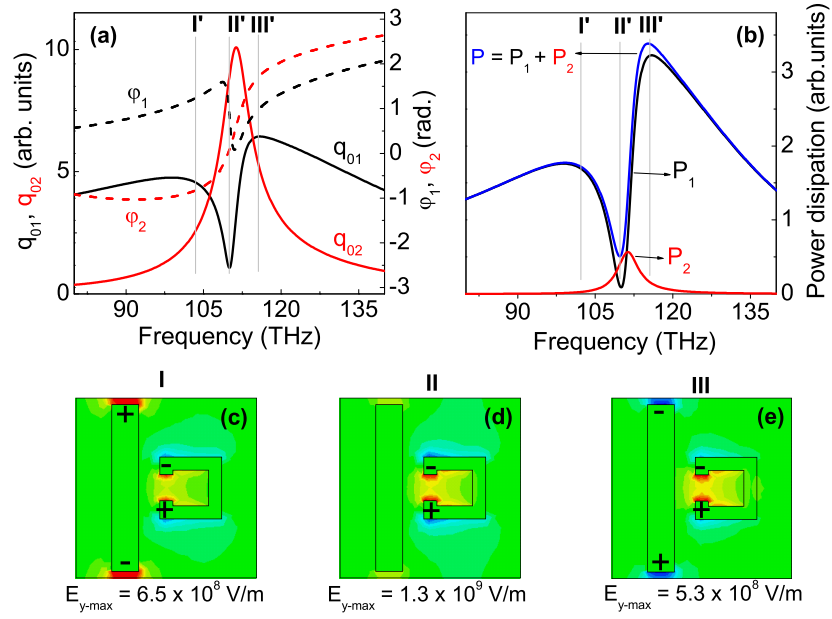 I' II' III'
(a)
10
5
0
3
2
1
0
-1
-2
-3
φ1
φ2
q01
q02
q01, q02 (arb. units)
φ1, φ2 (rad.)
90 105 120 135
Frequency (THz)
I' II' III'
(b)
P = P1 + P2
P1
P2
3
2
1
0
Power dissipation (arb.units)
90 105 120 135
Frequency (THz)
I
(c)
+
-
-
+
Ey-max = 6.5 x 10^8 V/m
II
(d)
-
+
Ey-max = 1.3 x 10^9 V/m
III
(e)
-
-
+
+
Ey-max = 5.3 x 10^8 V/m